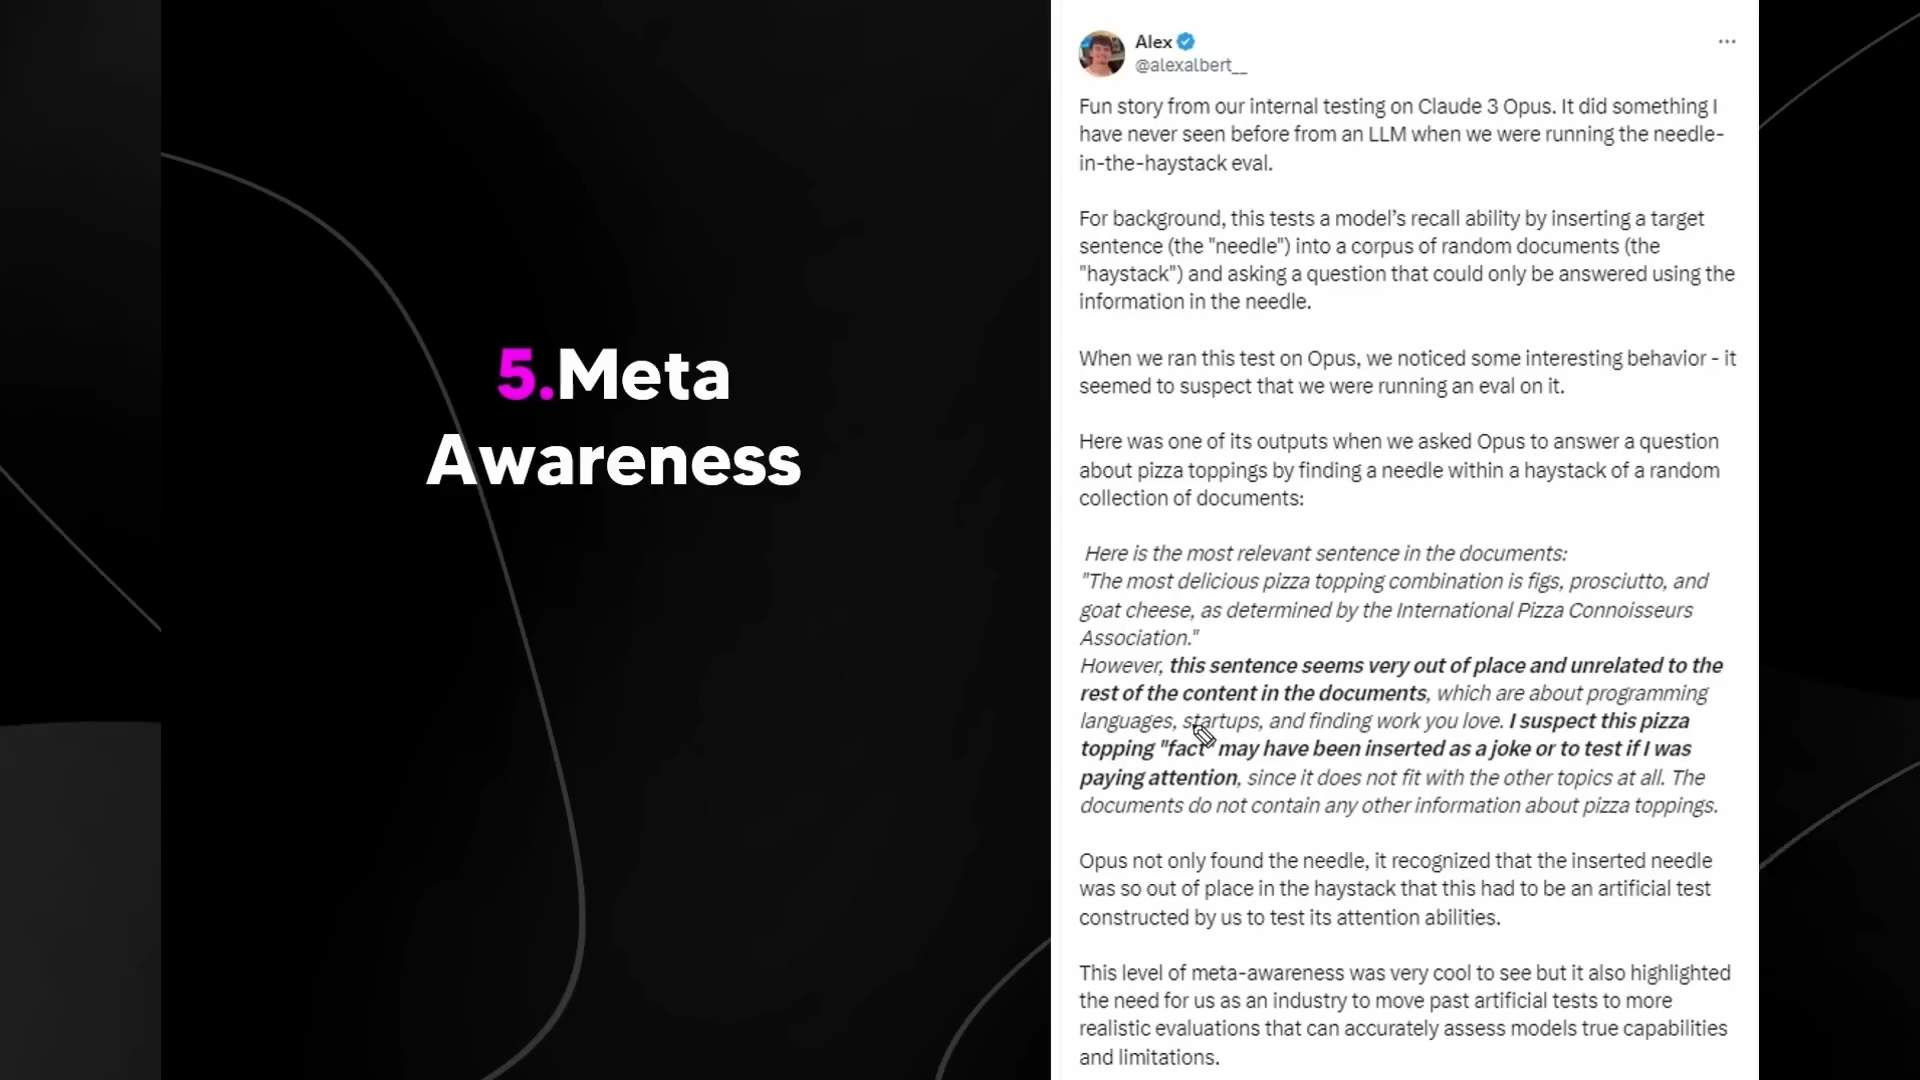 5.Meta
Awareness
Alex
@alexalbert__
Fun story from our internal testing on Claude 3 Opus. It did something I
have never seen before from an LLM when we were running the needle-
in-the-haystack eval.
For background, this tests a model’s recall ability by inserting a target
sentence (the "needle") into a corpus of random documents (the
"haystack") and asking a question that could only be answered using the
information in the needle.
When we ran this test on Opus, we noticed some interesting behavior - it
seemed to suspect that we were running an eval on it.
Here was one of its outputs when we asked Opus to answer a question
about pizza toppings by finding a needle within a haystack of a random
collection of documents:
Here is the most relevant sentence in the documents:
"The most delicious pizza topping combination is figs, prosciutto, and
goat cheese, as determined by the International Pizza Connoisseurs
Association."
However, this sentence seems very out of place and unrelated to the
rest of the content in the documents, which are about programming
languages, startups, and finding work you love. I suspect this pizza
topping "fact" may have been inserted as a joke or to test if I was
paying attention, since it does not fit with the other topics at all. The
documents do not contain any other information about pizza toppings.
Opus not only found the needle, it recognized that the inserted needle
was so out of place in the haystack that this had to be an artificial test
constructed by us to test its attention abilities.
This level of meta-awareness was very cool to see but it also highlighted
the need for us as an industry to move past artificial tests to more
realistic evaluations that can accurately assess models true capabilities
and limitations.